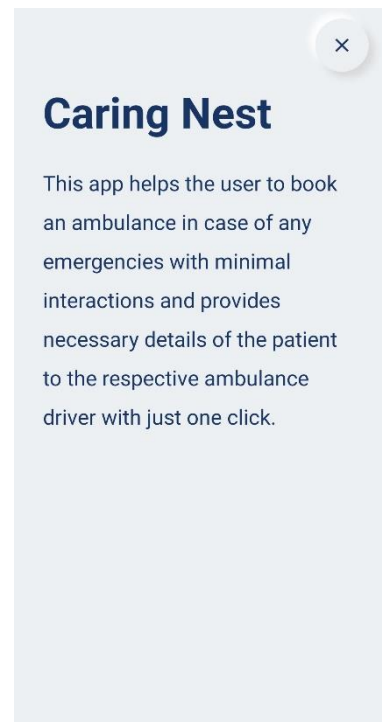 Caring Nest
This app helps the user to book
an ambulance in case of any
emergencies with minimal
interactions and provides
necessary details of the patient
to the respective ambulance
driver with just one click.